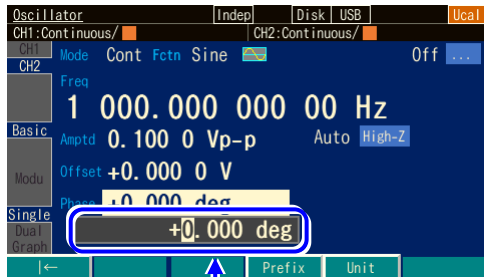 Oscillator Indep Disk USB Ucal
CH1:Continuous/ CH2:Continuous/
CH1 Mode Cont Fctn Sine Off ...
CH2
Freq
1 000.000 000 00 Hz
Basic Amptd 0.100 0 Vp-p Auto High-Z
Modu Offset +0.000 0 V
Phase +0.000 deg
Single
Dual +0.000 deg
Graph
|← Prefix Unit